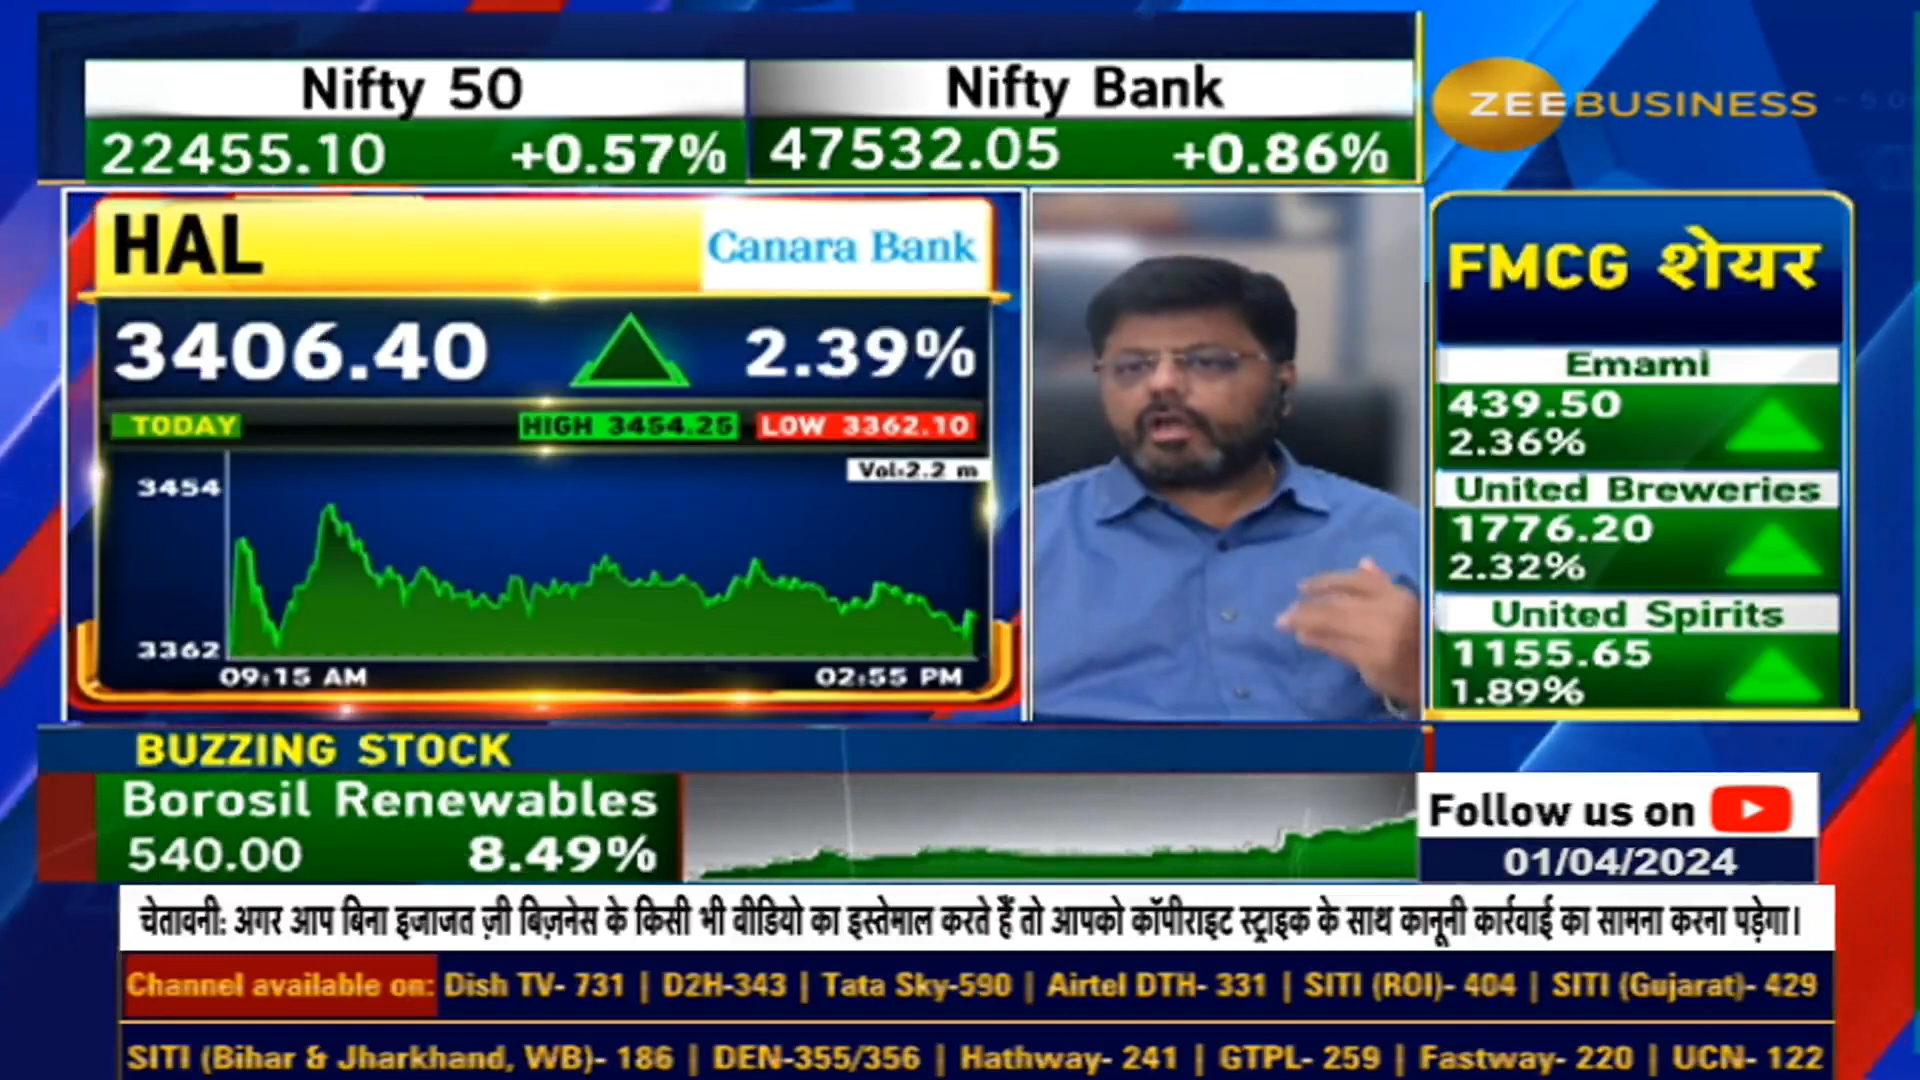 Nifty 50
22455.10 +0.57%
Nifty Bank
47532.05 +0.86%
ZEEBUSINESS
HAL
Canara Bank
3406.40 2.39%
TODAY HIGH 3454.25 LOW 3362.10
Vol:2.2 m
3454
3362
09:15 AM 02:55 PM
FMCG शेयर
Emami
439.50
2.36%
United Breweries
1776.20
2.32%
United Spirits
1155.65
1.89%
BUZZING STOCK
Borosil Renewables
540.00 8.49%
Follow us on
01/04/2024
चेतावनी: अगर आप बिना इजाजत ज़ी बिज़नेस के किसी भी वीडियो का इस्तेमाल करते हैं तो आपको कॉपीराइट स्ट्राइक के साथ कानूनी कार्रवाई का सामना करना पड़ेगा।
Channel available on: Dish TV- 731 | D2H-343 | Tata Sky-590 | Airtel DTH- 331 | SITI (ROI)- 404 | SITI (Gujarat)- 429
SITI (Bihar & Jharkhand, WB)- 186 | DEN-355/356 | Hathway- 241 | GTPL- 259 | Fastway- 220 | UCN- 122